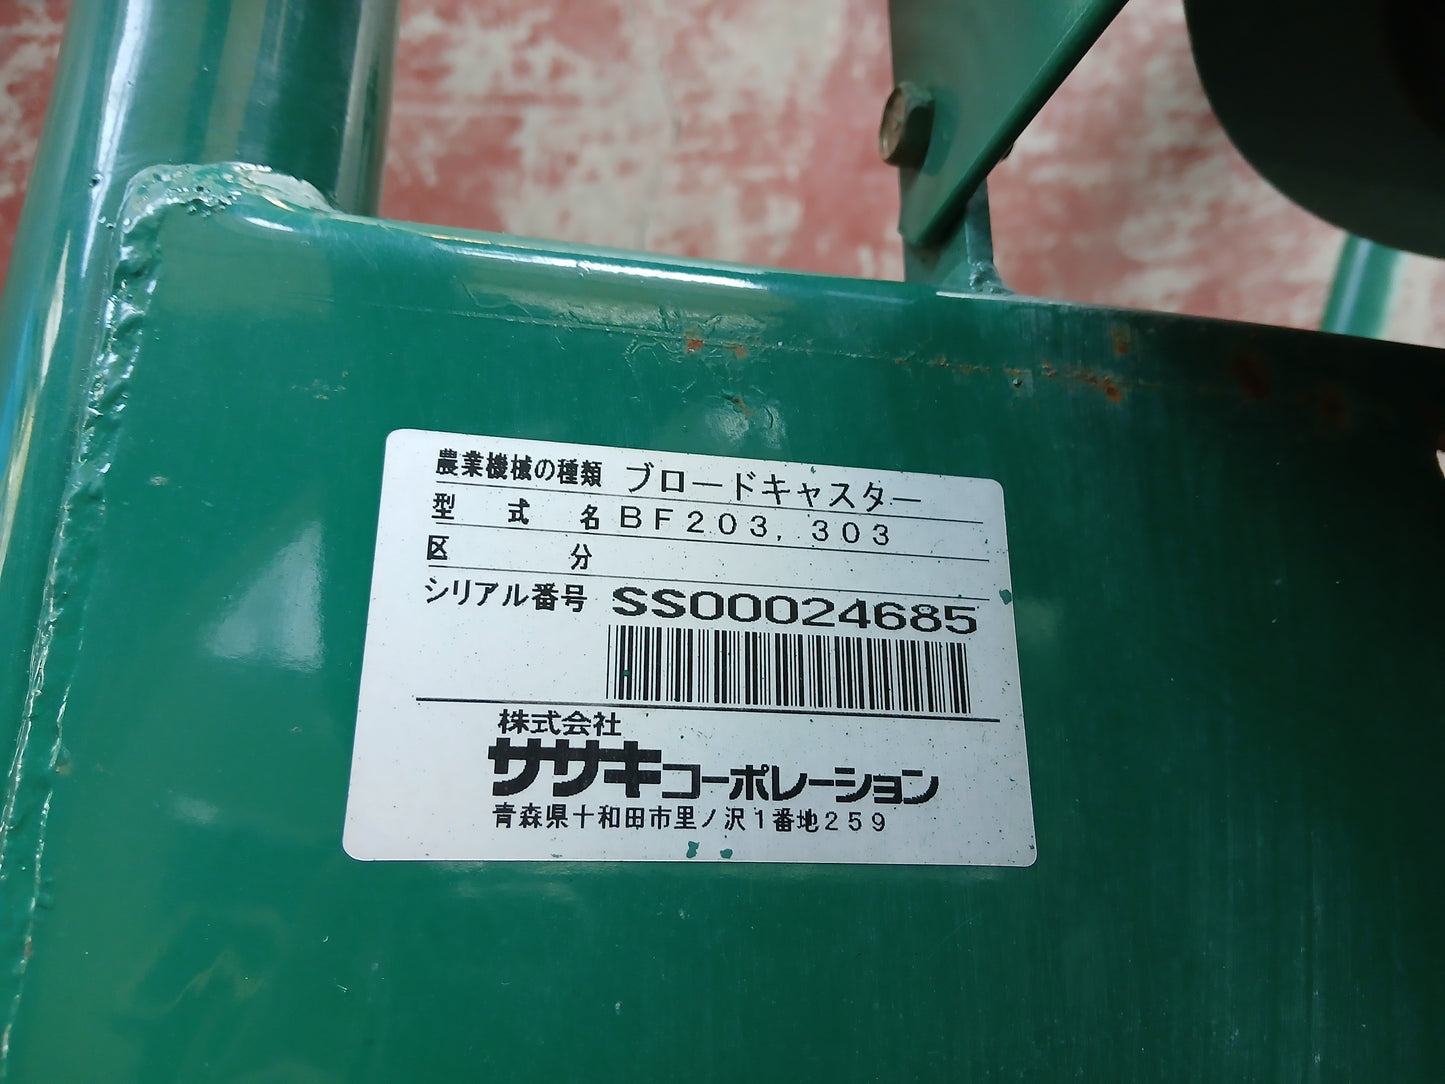 農業機械の種類 ブロードキャスター
型式名 BF203, 303
区分
シリアル番号 SS00024685
株式会社
ササキコーポレーション
青森県十和田市里ノ沢1番地259